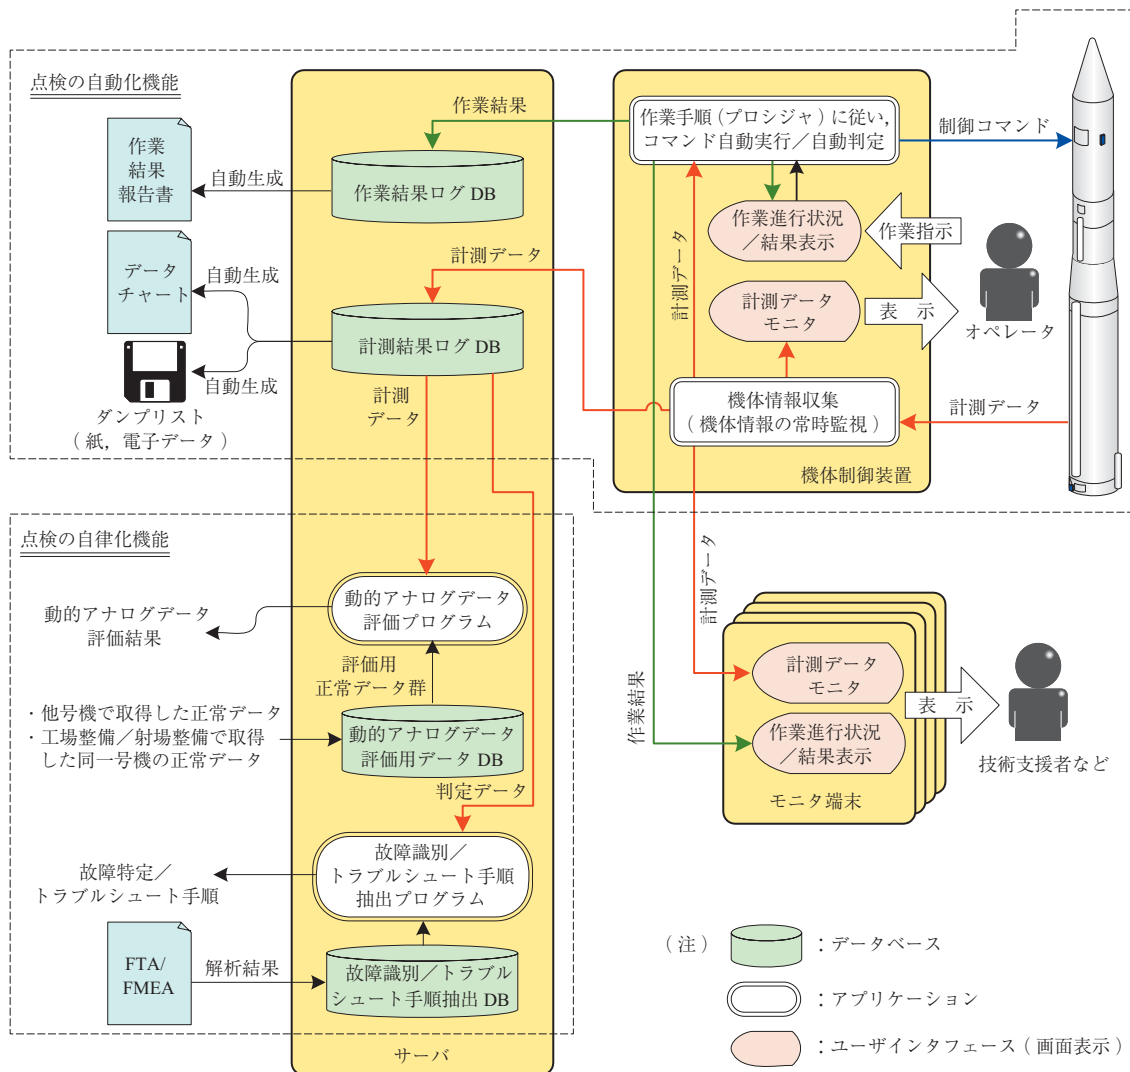 点検の自動化機能
作業
結果
報告書
自動生成
データ
チャート
自動生成
自動生成
ダンプリスト
(紙,電子データ)
作業結果
作業結果ログ DB
計測データ
計測結果ログ DB
計測
データ
作業手順(プロシジャ)に従い,
コマンド自動実行/自動判定
制御コマンド
作業進行状況
/結果表示
作業指示
計測データ
計測データ
モニタ
表 示
オペレータ
機体情報収集
(機体情報の常時監視)
計測データ
機体制御装置
点検の自律化機能
動的アナログデータ
評価結果
動的アナログデータ
評価プログラム
評価用
正常データ群
・他号機で取得した正常データ
・工場整備/射場整備で取得
した同一号機の正常データ
動的アナログデータ
評価用データ DB
判定データ
故障特定/
トラブルシュート手順
故障識別/
トラブルシュート手順
抽出プログラム
FTA/
FMEA
解析結果
故障識別/トラブル
シュート手順抽出 DB
サーバ
計測データ
作業結果
計測データ
モニタ
作業進行状況
/結果表示
モニタ端末
表 示
技術支援者など
(注)
:データベース
:アプリケーション
:ユーザインタフェース(画面表示)